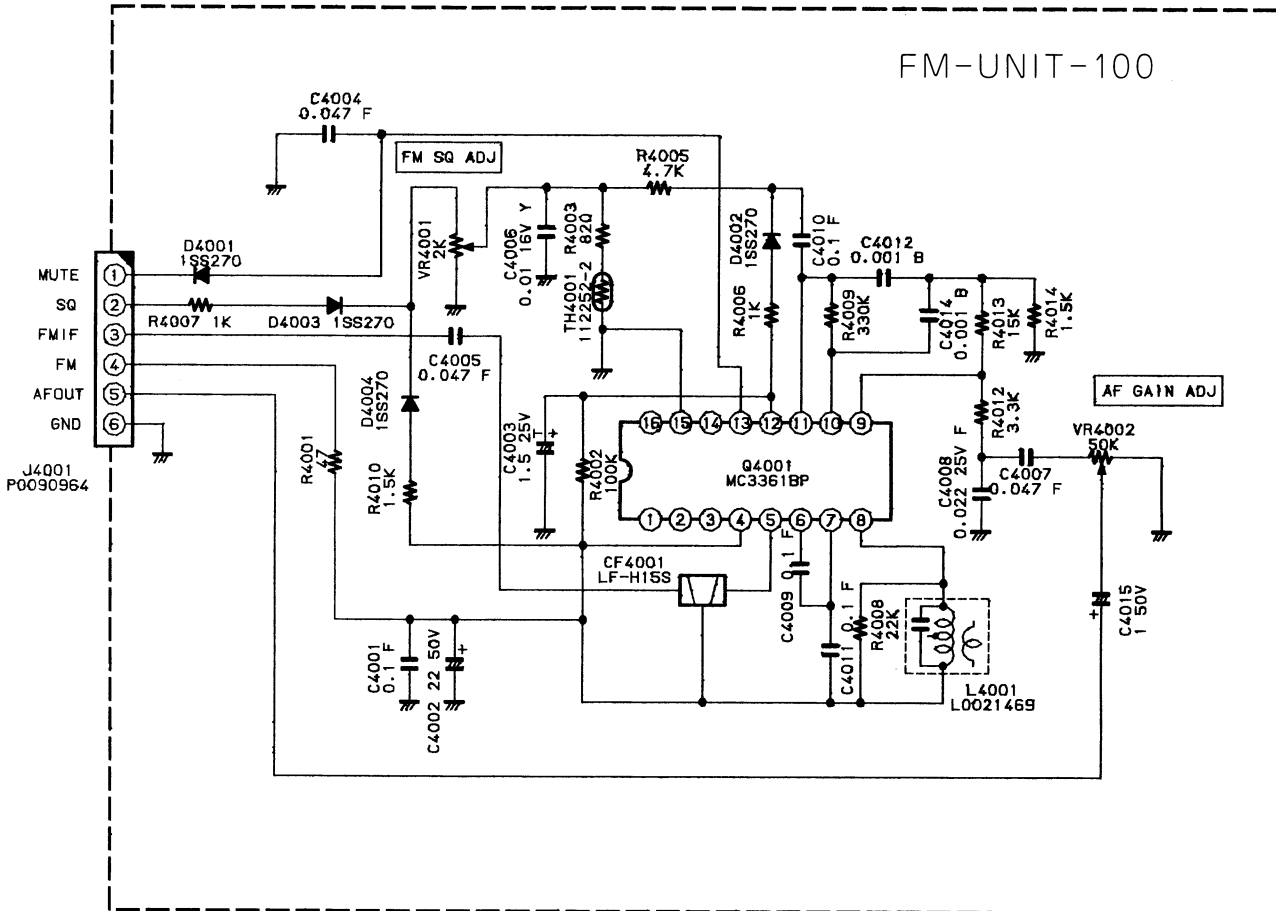 FM-UNIT-100
C4004
0.047 F
FM SQ ADJ
R4005
4.7K
VR4001
2K
C4006
0.01 16V Y
R4003
82Ω
TH4001
112252-2
D4002
1SS270
R4006
1K
C4010
0.1 F
C4012
0.001 B
R4009
330K
C4014
0.001 B
R4013
15K
R4014
1.5K
D4001
1SS270
MUTE 1
SQ 2
FMIF 3
FM 4
AFOUT 5
GND 6
J4001
P0090964
R4007 1K
D4003 1SS270
C4005
0.047 F
D4004
1SS270
R4010
1.5K
R4001
47
C4003
1.5 25V
+
R4002
100K
16 15 14 13 12 11 10 9
Q4001
MC3361BP
1 2 3 4 5 6 7 8
R4012
3.3K
AF GAIN ADJ
VR4002
50K
C4008
0.022 25V F
C4007
0.047 F
CF4001
LF-H15S
C4009 0.1 F
C4011 0.1 F
R4008
22K
L4001
L0021469
+
C4015
1 50V
C4001
0.1 F
C4002 22 50V
+